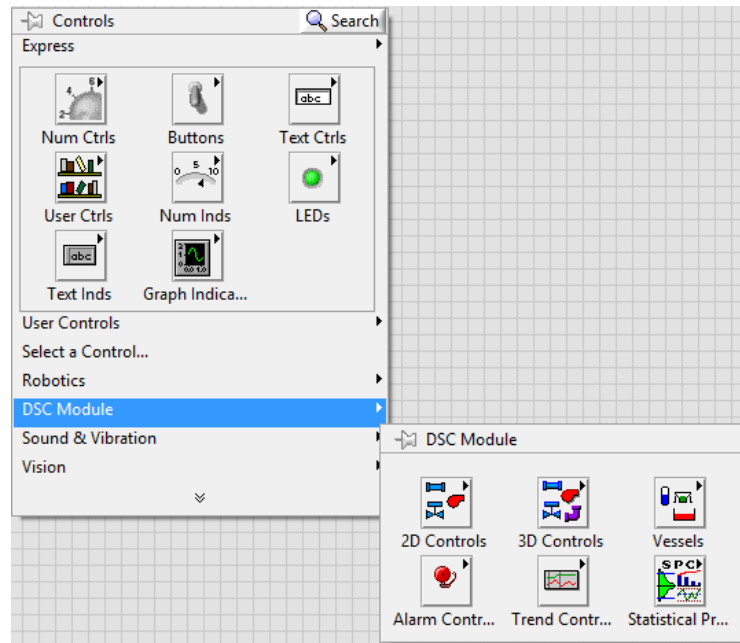 Controls
Search
Express
Num Ctrls Buttons Text Ctrls
User Ctrls Num Inds LEDs
Text Inds Graph Indica...
User Controls
Select a Control...
Robotics
DSC Module
Sound & Vibration
Vision
DSC Module
2D Controls 3D Controls Vessels
Alarm Contr... Trend Contr... Statistical Pr...